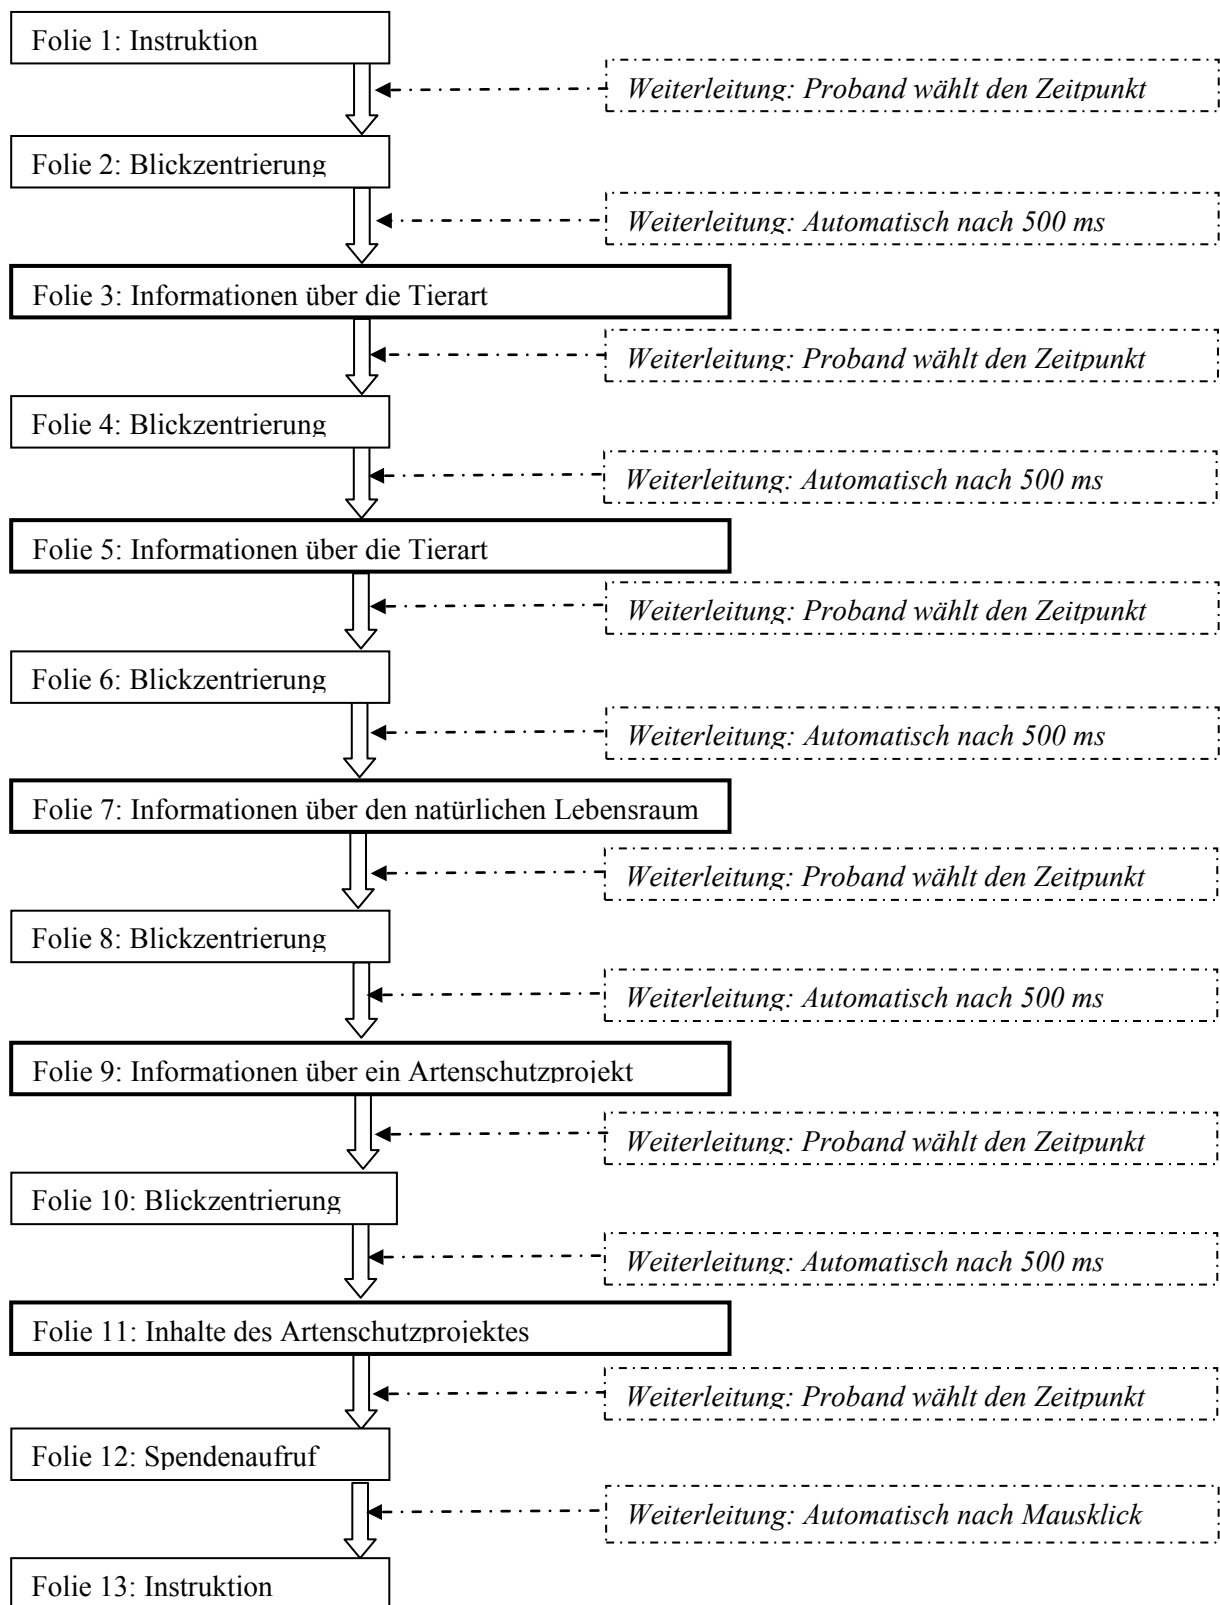 Folie 1: Instruktion
Weiterleitung: Proband wählt den Zeitpunkt
Folie 2: Blickzentrierung
Weiterleitung: Automatisch nach 500 ms
Folie 3: Informationen über die Tierart
Weiterleitung: Proband wählt den Zeitpunkt
Folie 4: Blickzentrierung
Weiterleitung: Automatisch nach 500 ms
Folie 5: Informationen über die Tierart
Weiterleitung: Proband wählt den Zeitpunkt
Folie 6: Blickzentrierung
Weiterleitung: Automatisch nach 500 ms
Folie 7: Informationen über den natürlichen Lebensraum
Weiterleitung: Proband wählt den Zeitpunkt
Folie 8: Blickzentrierung
Weiterleitung: Automatisch nach 500 ms
Folie 9: Informationen über ein Artenschutzprojekt
Weiterleitung: Proband wählt den Zeitpunkt
Folie 10: Blickzentrierung
Weiterleitung: Automatisch nach 500 ms
Folie 11: Inhalte des Artenschutzprojektes
Weiterleitung: Proband wählt den Zeitpunkt
Folie 12: Spendenaufruf
Weiterleitung: Automatisch nach Mausklick
Folie 13: Instruktion